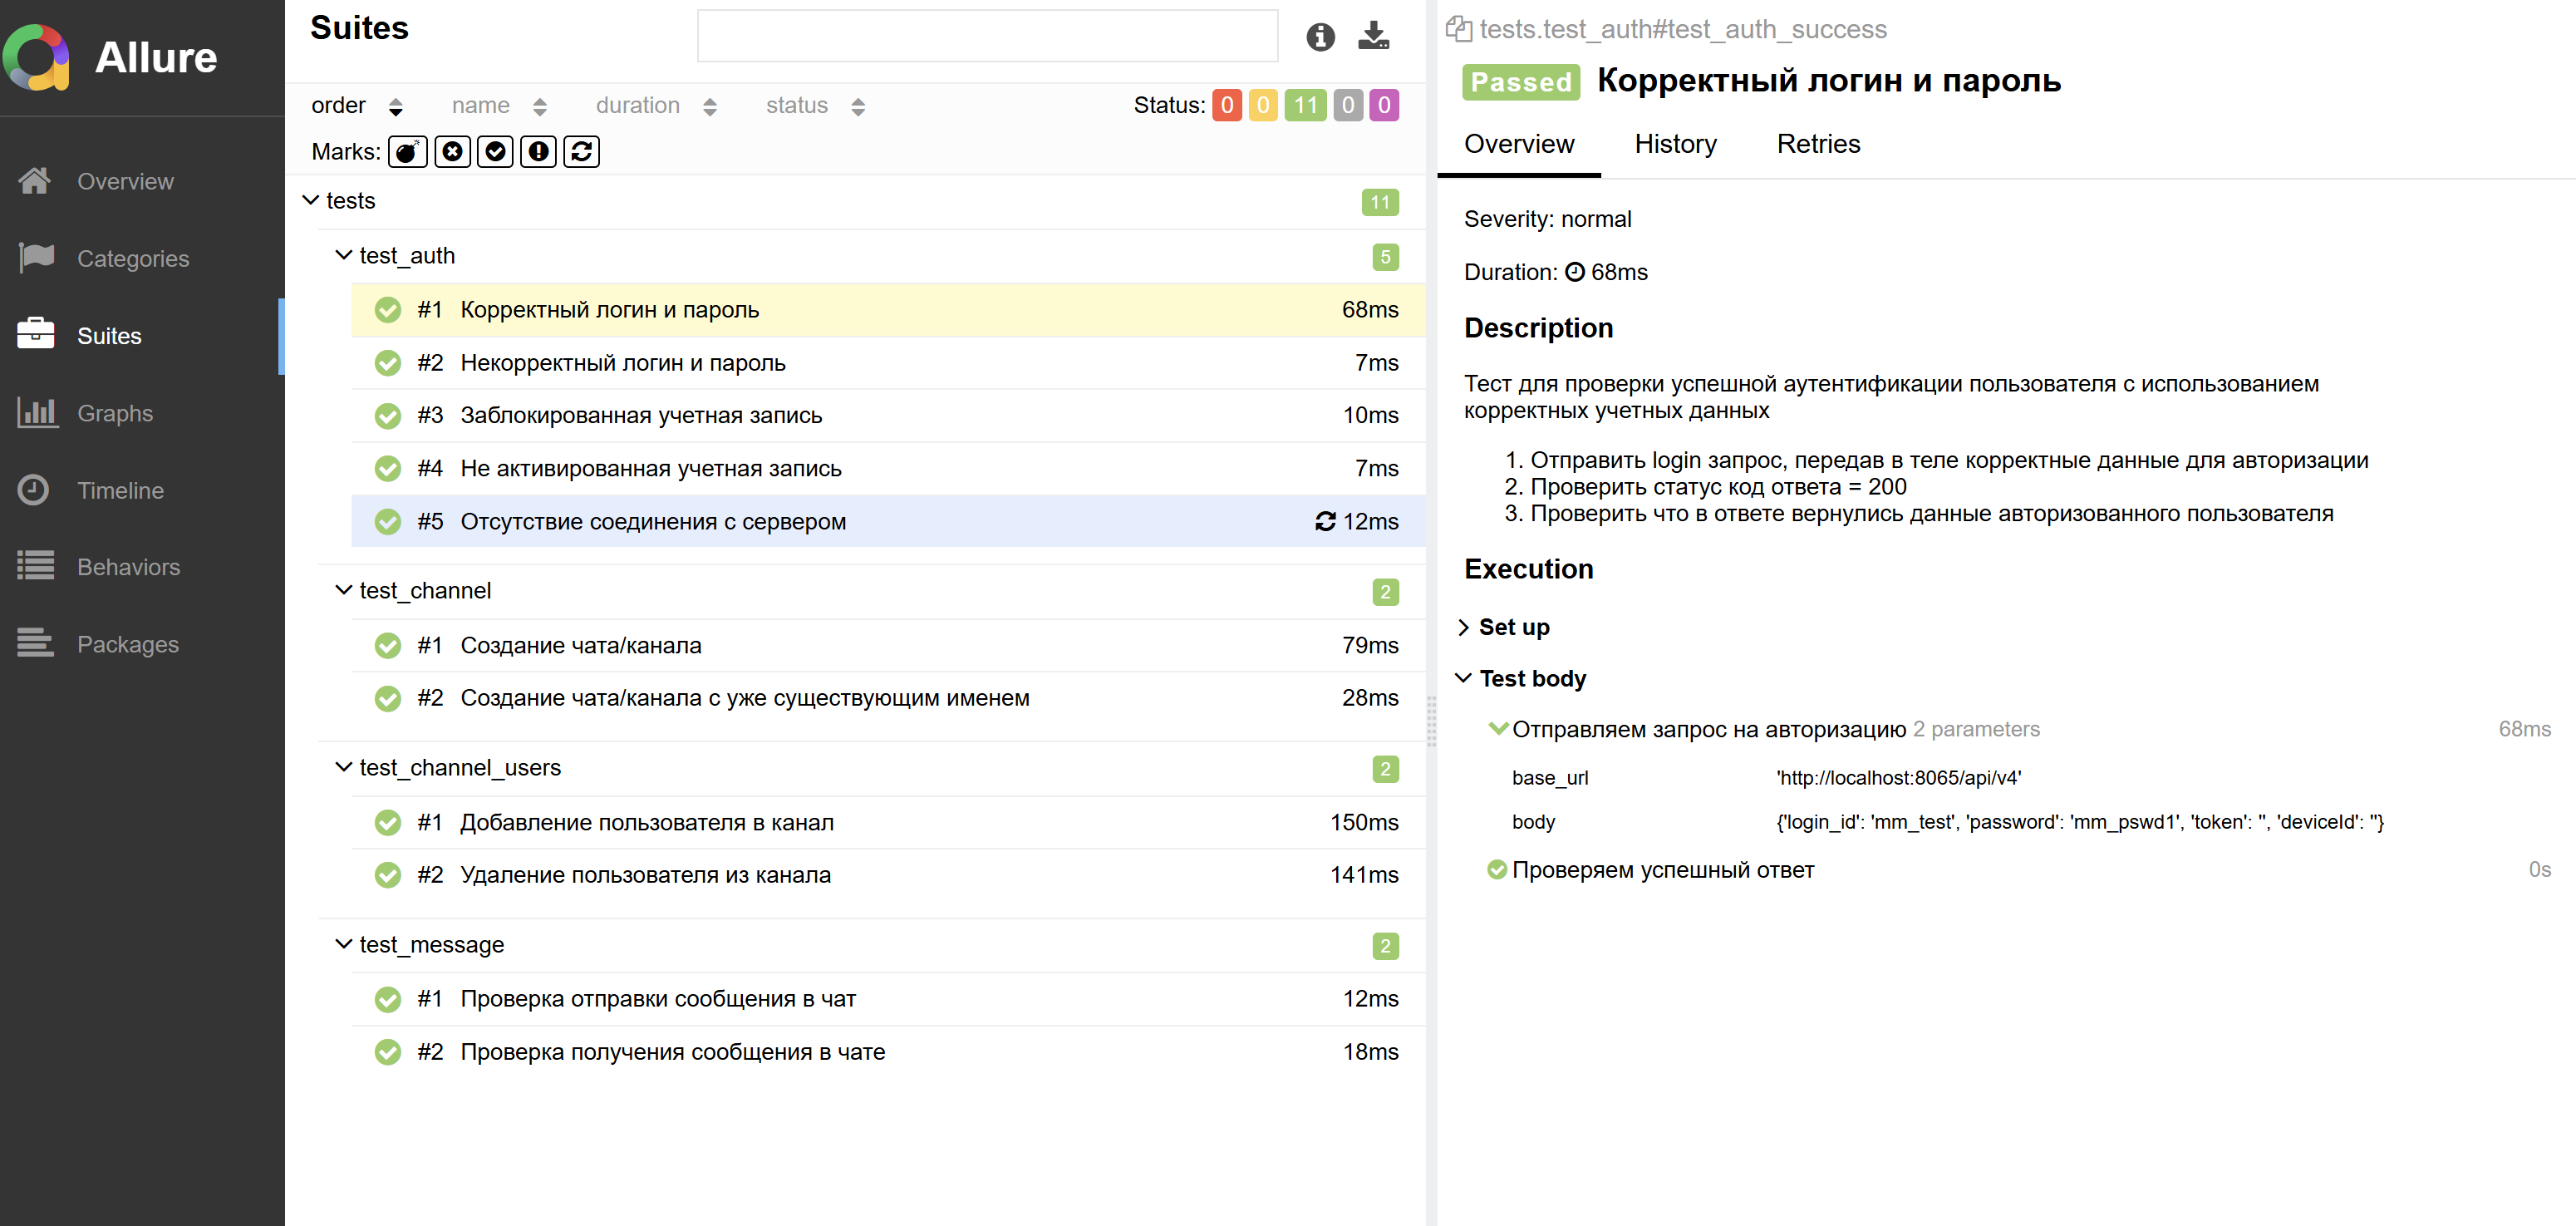 Allure
Overview
Categories
Suites
Graphs
Timeline
Behaviors
Packages
Suites
order name duration status Status: 0 0 11 0 0
Marks:
tests 11
test_auth 5
#1 Корректный логин и пароль 68ms
#2 Некорректный логин и пароль 7ms
#3 Заблокированная учетная запись 10ms
#4 Не активированная учетная запись 7ms
#5 Отсутствие соединения с сервером 12ms
test_channel 2
#1 Создание чата/канала 79ms
#2 Создание чата/канала с уже существующим именем 28ms
test_channel_users 2
#1 Добавление пользователя в канал 150ms
#2 Удаление пользователя из канала 141ms
test_message 2
#1 Проверка отправки сообщения в чат 12ms
#2 Проверка получения сообщения в чате 18ms
tests.test_auth#test_auth_success
Passed Корректный логин и пароль
Overview History Retries
Severity: normal
Duration: 68ms
Description
Тест для проверки успешной аутентификации пользователя с использованием
корректных учетных данных
1. Отправить login запрос, передав в теле корректные данные для авторизации
2. Проверить статус код ответа = 200
3. Проверить что в ответе вернулись данные авторизованного пользователя
Execution
Set up
Test body
Отправляем запрос на авторизацию 2 parameters 68ms
base_url 'http://localhost:8065/api/v4'
body {'login_id': 'mm_test', 'password': 'mm_pswd1', 'token': '', 'deviceId': ''}
Проверяем успешный ответ 0s